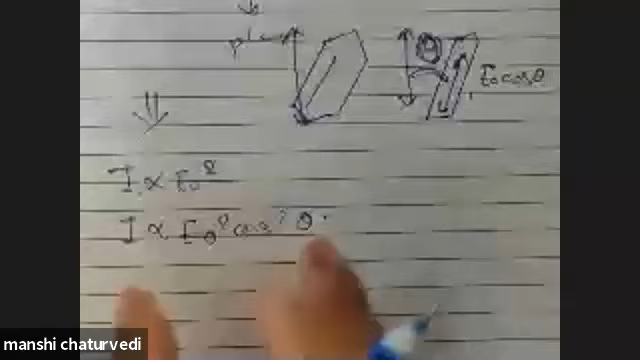 θ
E₀cosθ
I ∝ E₀²
I ∝ E₀² cos² θ.
manshi chaturvedi